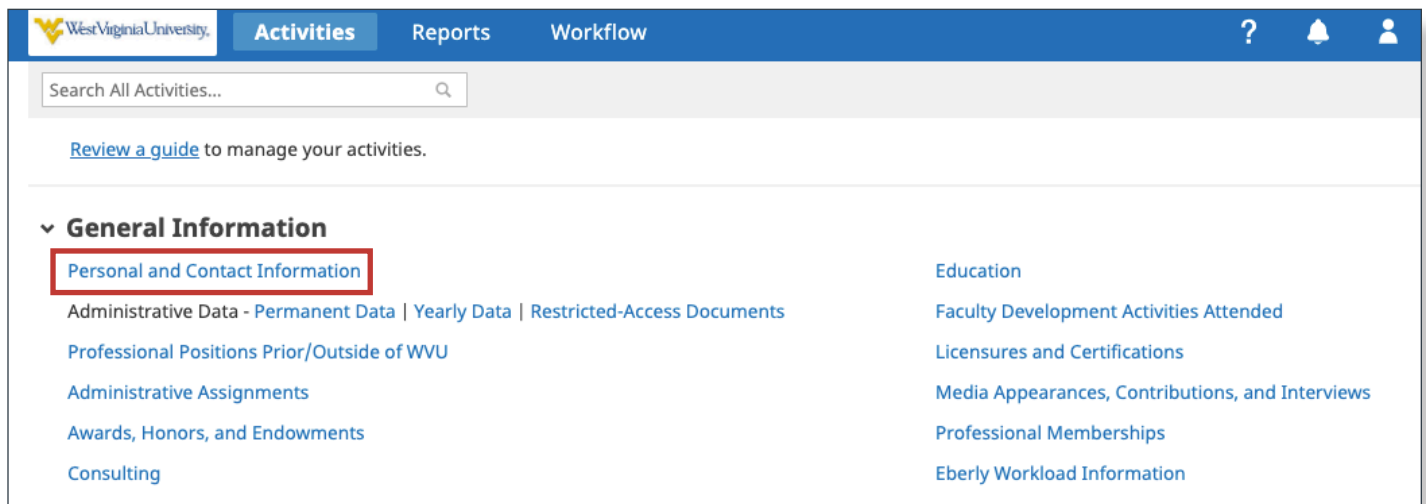 WestVirginiaUniversity. Activities Reports Workflow ?
Search All Activities...
Review a guide to manage your activities.
General Information
Personal and Contact Information
Administrative Data - Permanent Data | Yearly Data | Restricted-Access Documents
Professional Positions Prior/Outside of WVU
Administrative Assignments
Awards, Honors, and Endowments
Consulting
Education
Faculty Development Activities Attended
Licensures and Certifications
Media Appearances, Contributions, and Interviews
Professional Memberships
Eberly Workload Information